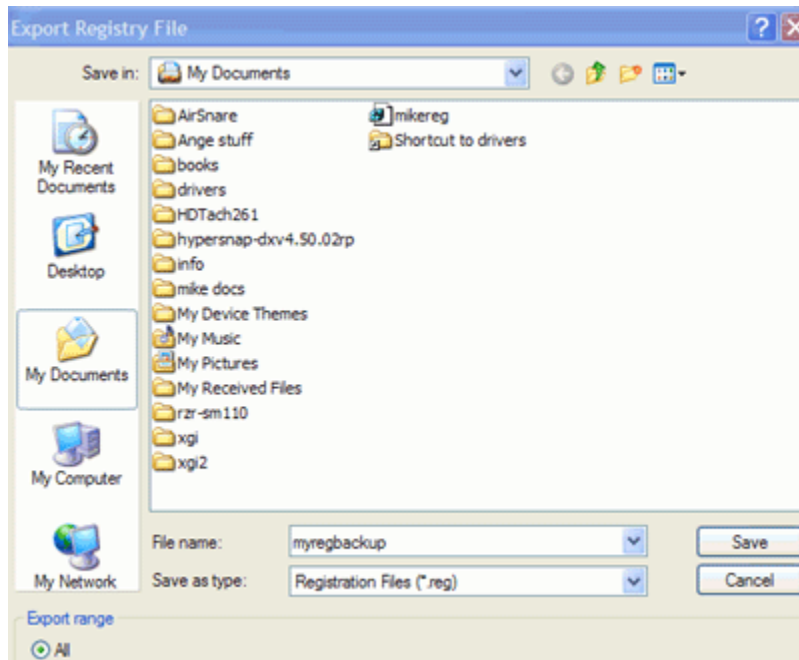 Export Registry File
Save in: My Documents
My Recent Documents
Desktop
My Documents
My Computer
My Network
AirSnare
Ange stuff
books
drivers
HDTach261
hypersnap-dxv4.50.02rp
info
mike docs
My Device Themes
My Music
My Pictures
My Received Files
rzr-sm110
xgi
xgi2
mikereg
Shortcut to drivers
File name: myregbackup Save
Save as type: Registration Files (*.reg) Cancel
Export range
All